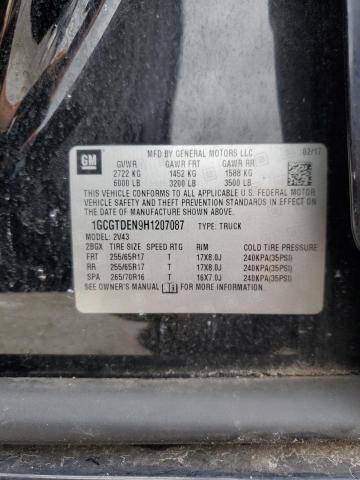 GM
MFD BY GENERAL MOTORS LLC 02/17
GVWR GAWR FRT GAWR RR
2722 KG 1452 KG 1588 KG
6000 LB 3200 LB 3500 LB
THIS VEHICLE CONFORMS TO ALL APPLICABLE U.S. FEDERAL MOTOR
VEHICLE SAFETY AND THEFT PREVENTION STANDARDS IN EFFECT ON
THE DATE OF MANUFACTURE SHOWN ABOVE.
1GCGTDEN9H1207087 TYPE: TRUCK
MODEL: 2V43
2BGX TIRE SIZE SPEED RTG RIM COLD TIRE PRESSURE
FRT 255/65R17 T 17X8.0J 240KPA(35PSI)
RR 255/65R17 T 17X8.0J 240KPA(35PSI)
SPA 265/70R16 T 16X7.0J 240KPA(35PSI)
SEE OWNER'S MANUAL FOR MORE INFORMATION.